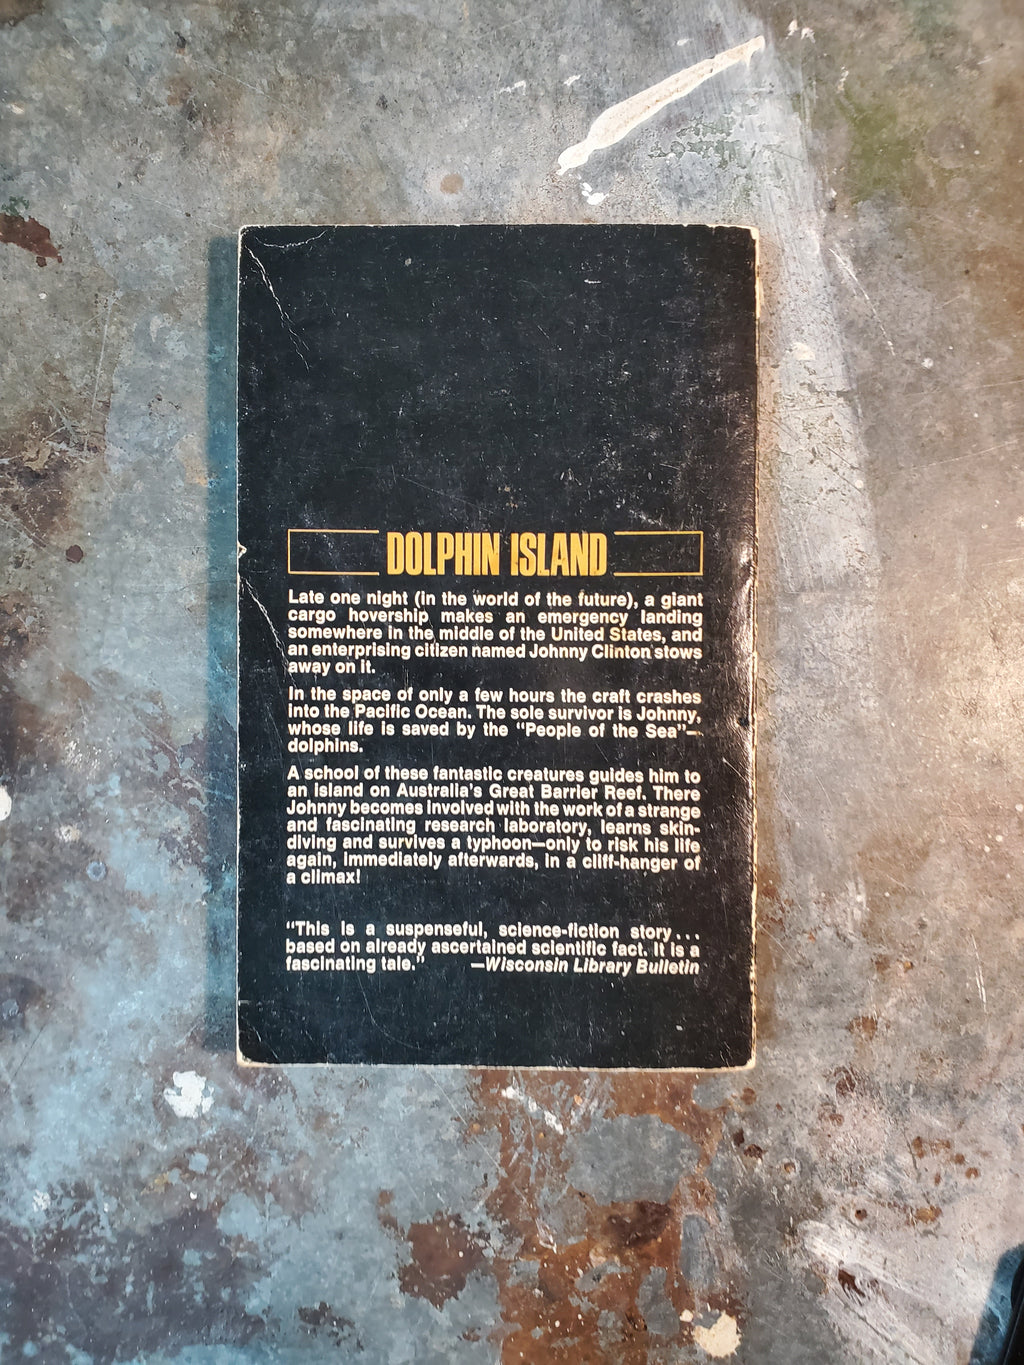 DOLPHIN ISLAND
Late one night (in the world of the future), a giant
cargo hovership makes an emergency landing
somewhere in the middle of the United States, and
an enterprising citizen named Johnny Clinton stows
away on it.
In the space of only a few hours the craft crashes
into the Pacific Ocean. The sole survivor is Johnny,
whose life is saved by the "People of the Sea"—
dolphins.
A school of these fantastic creatures guides him to
an island on Australia's Great Barrier Reef. There
Johnny becomes involved with the work of a strange
and fascinating research laboratory, learns skin-
diving and survives a typhoon—only to risk his life
again, immediately afterwards, in a cliff-hanger of
a climax!
"This is a suspenseful, science-fiction story...
based on already ascertained scientific fact. It is a
fascinating tale." —Wisconsin Library Bulletin